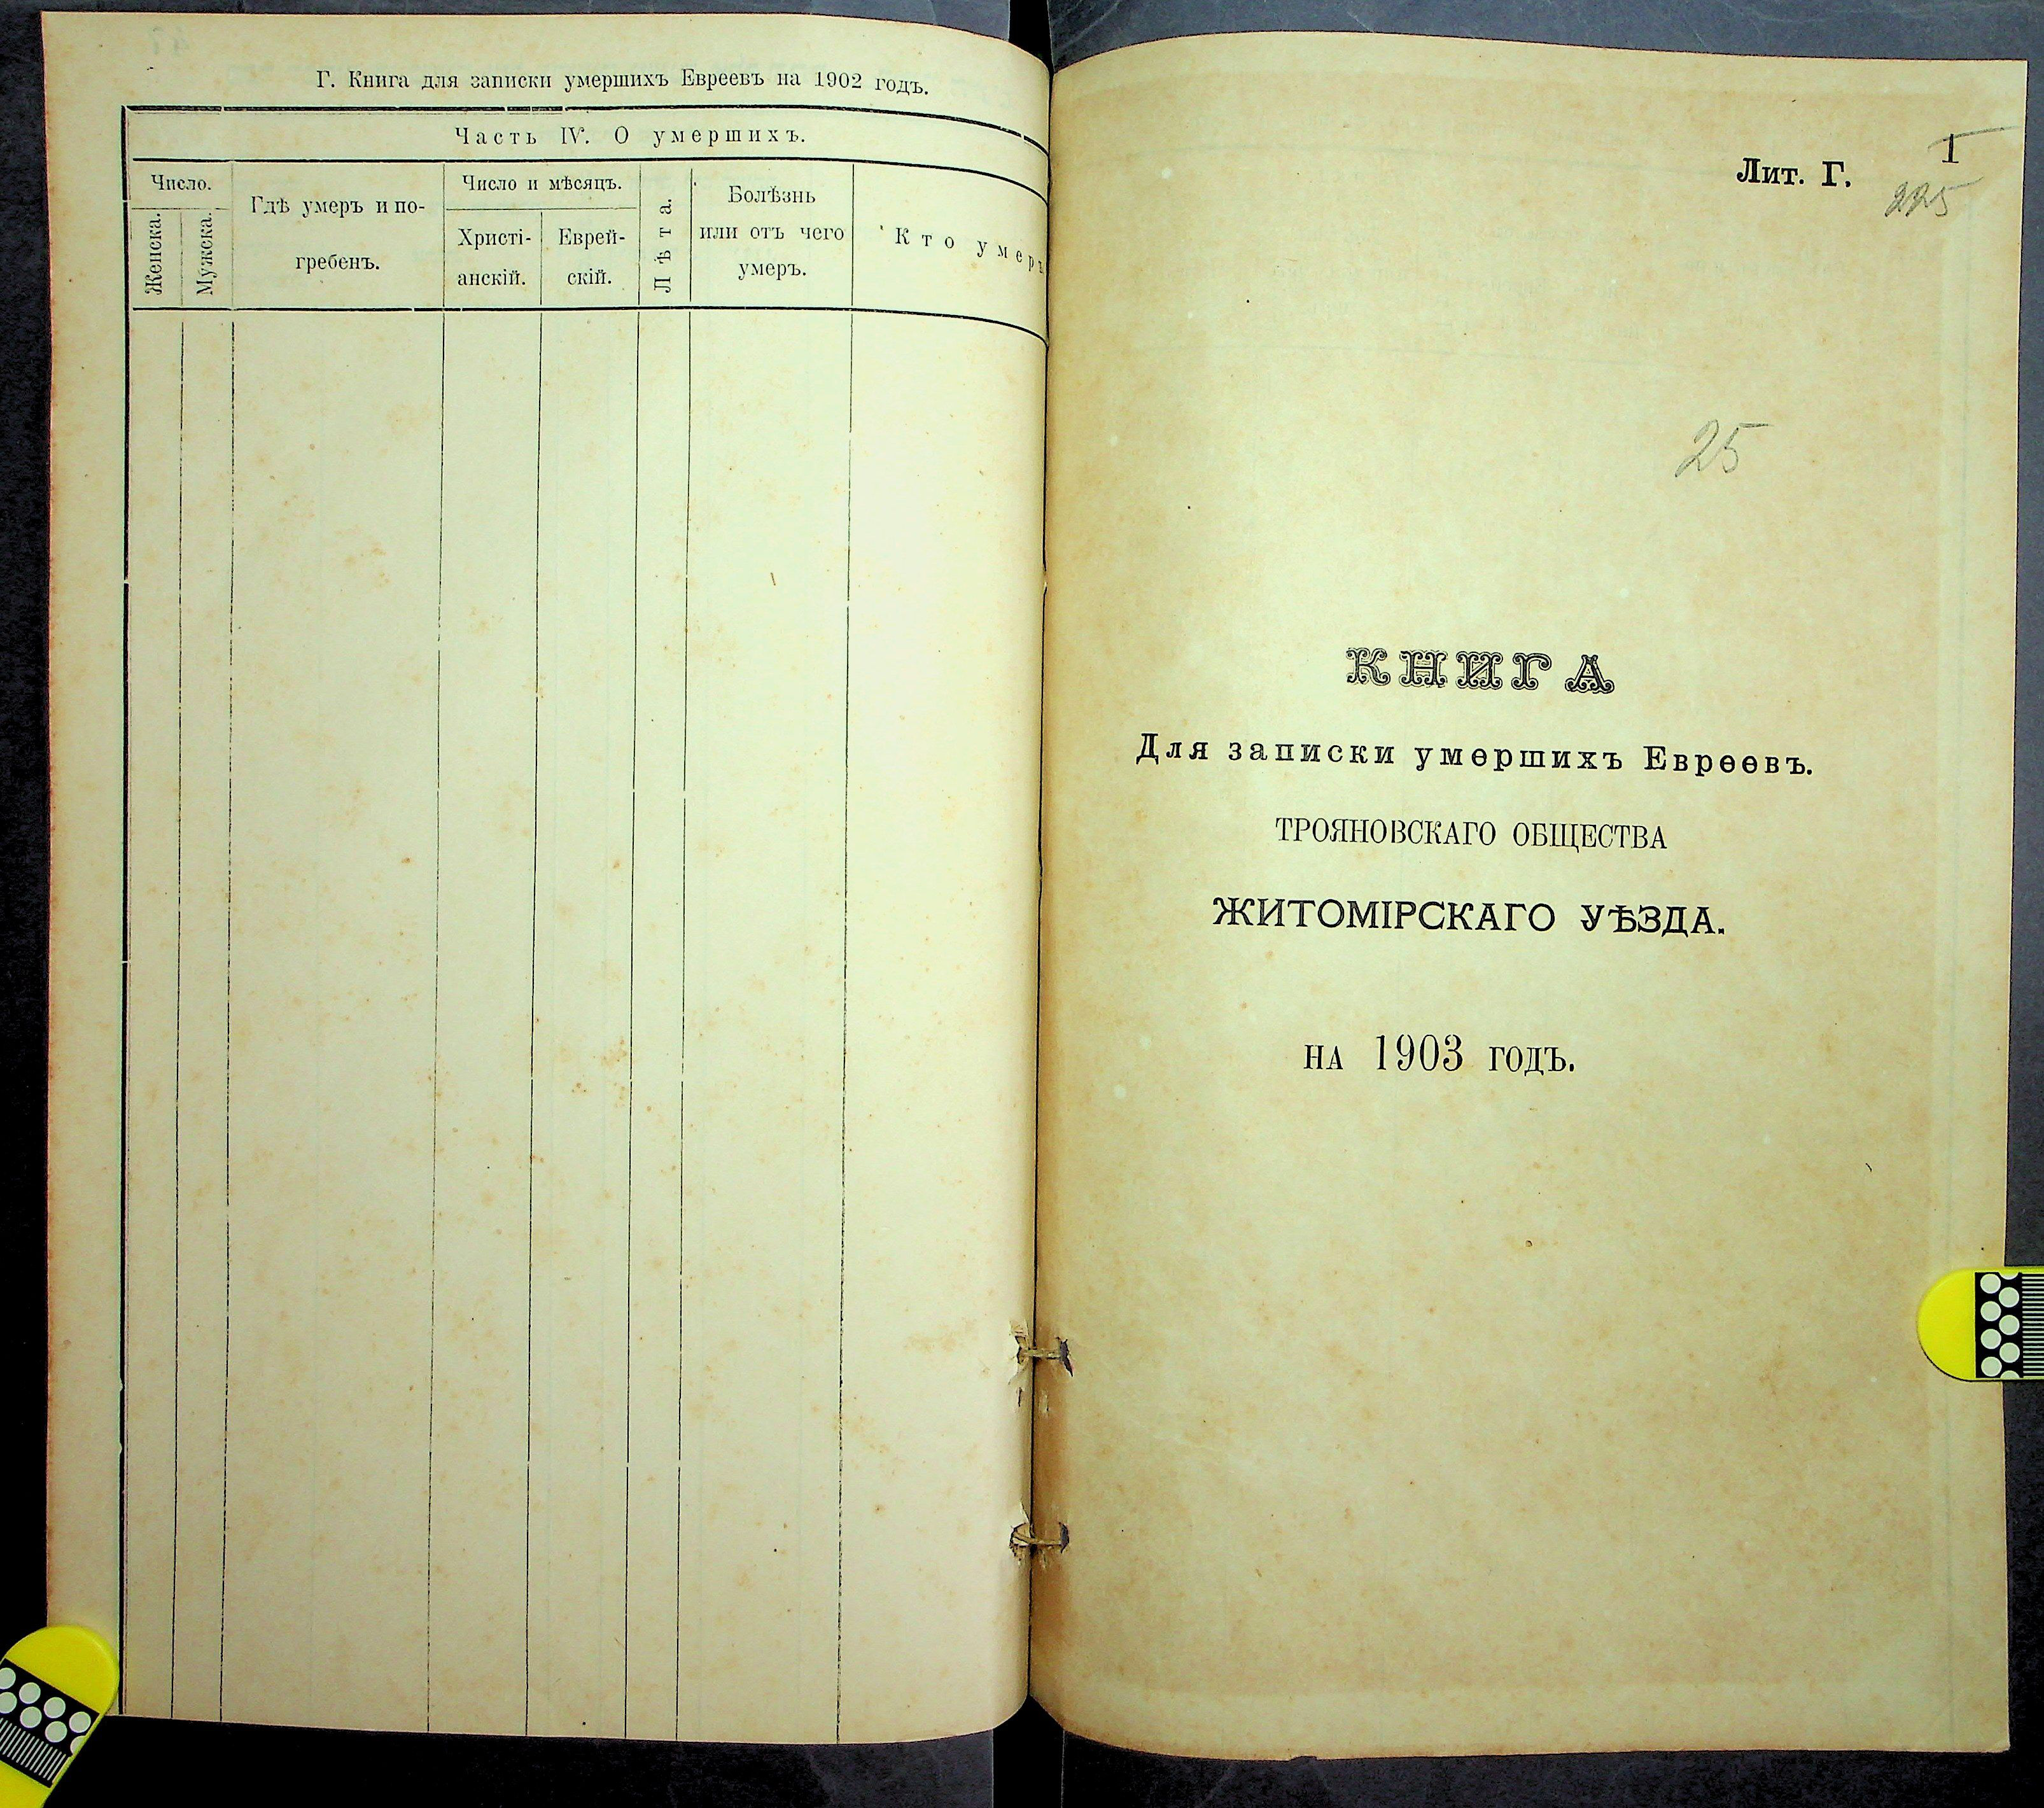 Г. Книга для записки умершихъ Евреевъ на 1902 годъ.
Часть IV. О умершихъ.
Число.
Женска.
Мужска.
Гдѣ умеръ и по-
гребенъ.
Число и мѣсяцъ.
Христі-
анскій.
Еврей-
скій.
Лѣта.
Болѣзнь
или отъ чего
умеръ.
Кто умеръ
Лит. Г.
1
225
25
КНИГА
Для записки умершихъ Евреевъ.
ТРОЯНОВСКАГО ОБЩЕСТВА
ЖИТОМІРСКАГО УѢЗДА.
НА 1903 ГОДЪ.